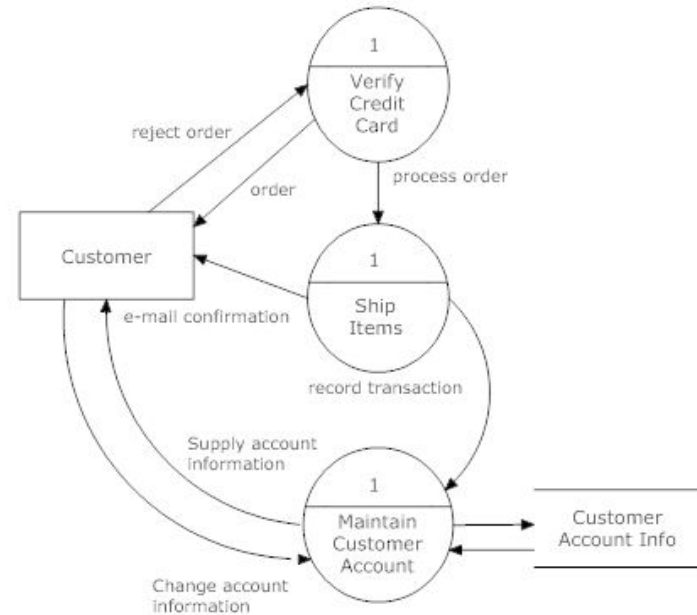 1
Verify
Credit
Card
reject order
order
process order
Customer
1
Ship
Items
e-mail confirmation
record transaction
Supply account
information
1
Maintain
Customer
Account
Customer
Account Info
Change account
information